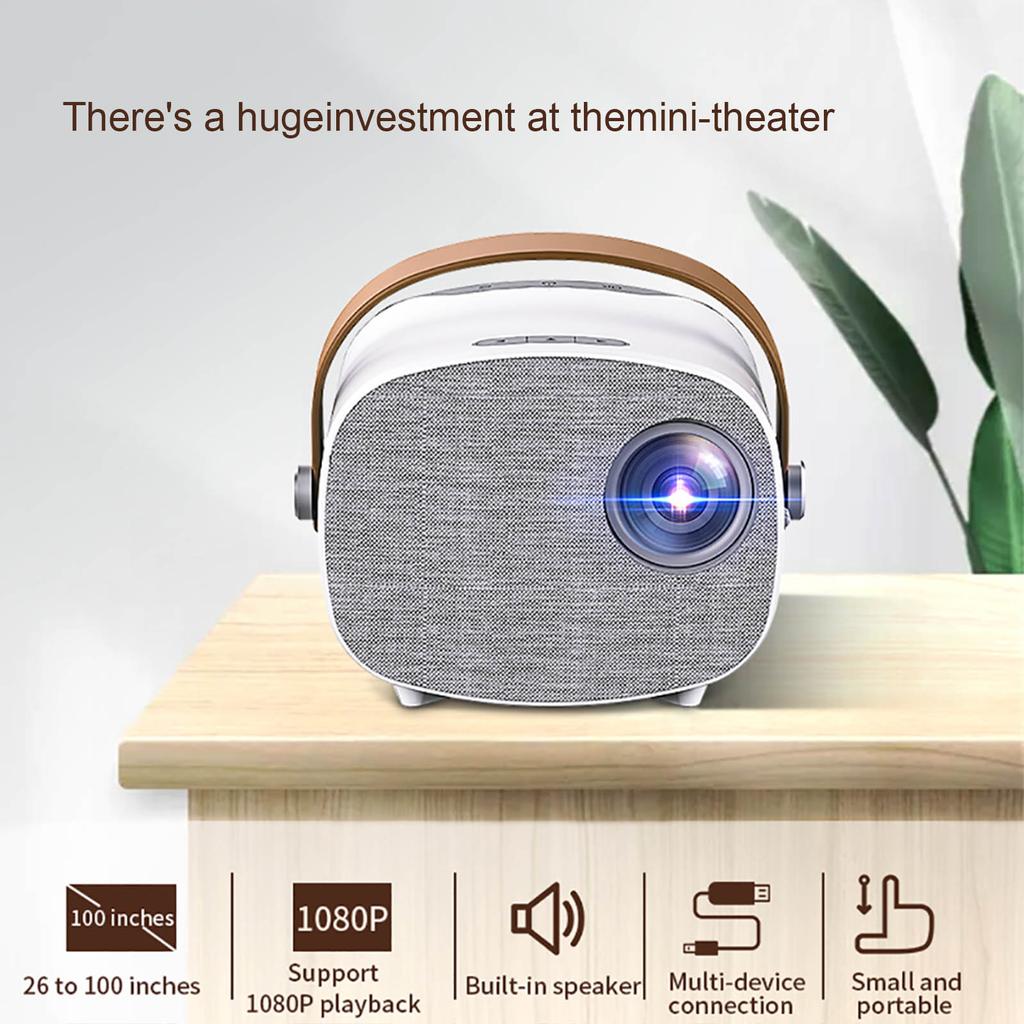 There's a hugeinvestment at themini-theater
100 inches
26 to 100 inches
1080P
Support
1080P playback
Built-in speaker
Multi-device
connection
Small and
portable